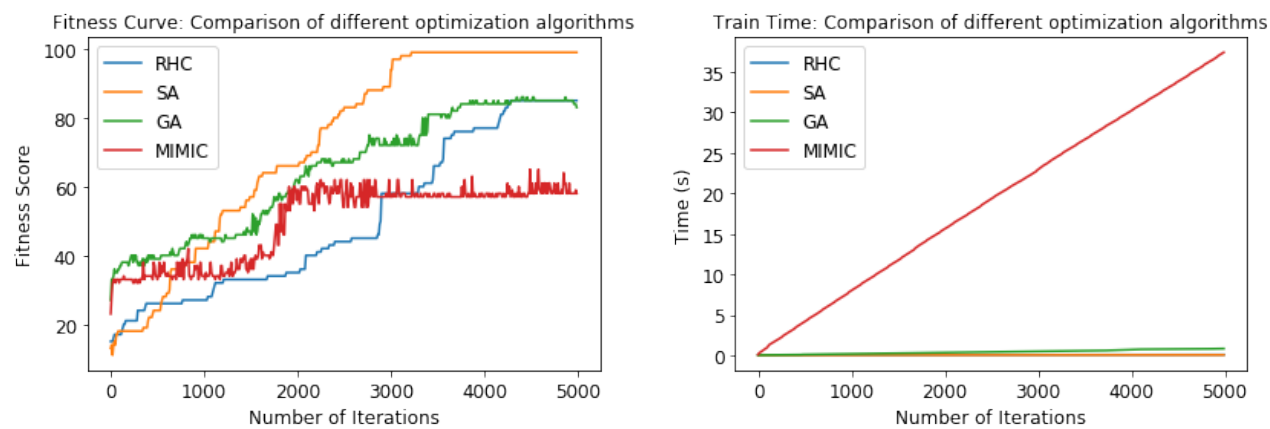 Fitness Curve: Comparison of different optimization algorithms
100
80
60
40
20
0
1000
2000
3000
4000
5000
Fitness Score
Number of Iterations
RHC
SA
GA
MIMIC
Train Time: Comparison of different optimization algorithms
35
30
25
20
15
10
5
0
0
1000
2000
3000
4000
5000
Time (s)
Number of Iterations
RHC
SA
GA
MIMIC